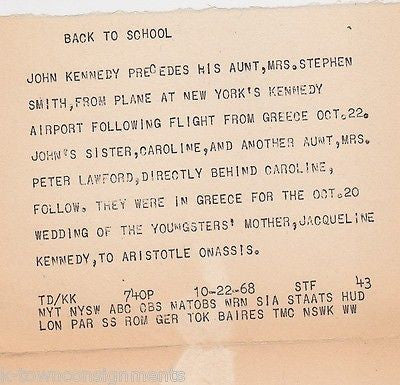 BACK TO SCHOOL
JOHN KENNEDY PRECEDES HIS AUNT,MRS.STEPHEN
SMITH,FROM PLANE AT NEW YORK'S KENNEDY
AIRPORT FOLLOWING FLIGHT FROM GREECE OCT.22.
JOHN'S SISTER,CAROLINE,AND ANOTHER AUNT,MRS.
PETER LAWFORD,DIRECTLY BEHIND CAROLINE,
FOLLOW. THEY WERE IN GREECE FOR THE OCT.20
WEDDING OF THE YOUNGSTERS' MOTHER,JACQUELINE
KENNEDY,TO ARISTOTLE ONASSIS.
TD/KK 740P 10-22-68 STF 43
NYT NYSW ABC CBS NATOBS WRN SIA STAATS HUD
LON PAR SS ROM GER TOK BAIRES TMC NSWK WW
k-townconsignments